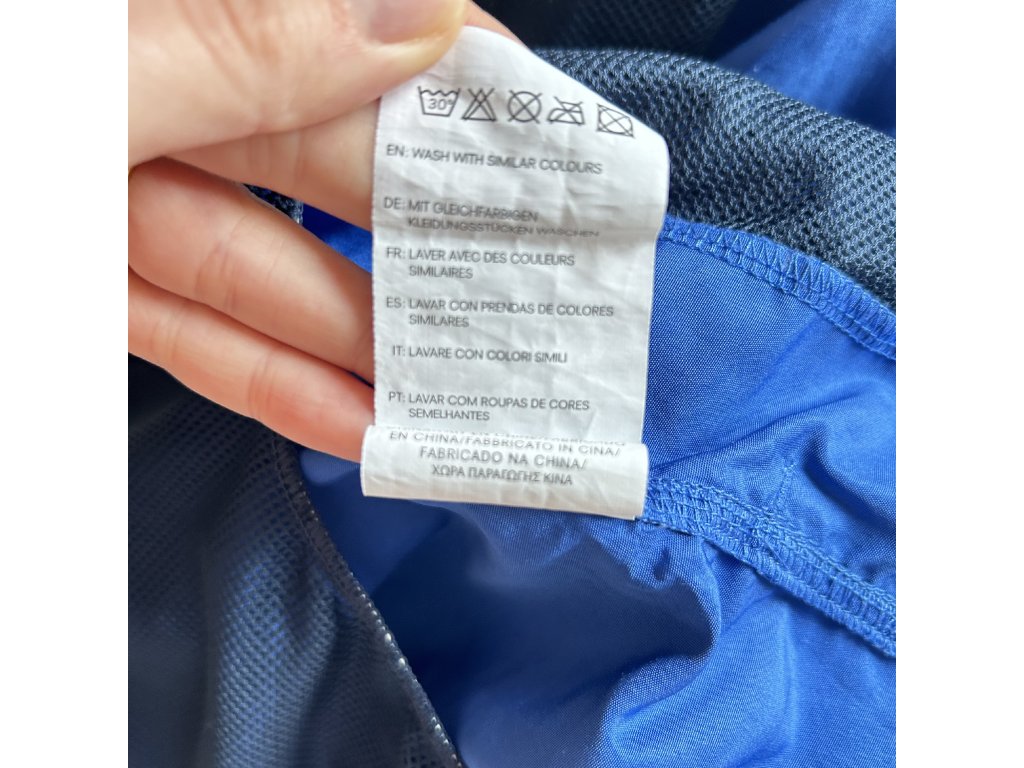 30°
EN: WASH WITH SIMILAR COLOURS
DE: MIT GLEICHFARBIGEN
KLEIDUNGSSTÜCKEN WASCHEN
FR: LAVER AVEC DES COULEURS
SIMILAIRES
ES: LAVAR CON PRENDAS DE COLORES
SIMILARES
IT: LAVARE CON COLORI SIMILI
PT: LAVAR COM ROUPAS DE CORES
SEMELHANTES
EN CHINA/FABBRICATO IN CINA/
FABRICADO NA CHINA/
ΧΩΡΑ ΠΑΡΑΓΩΓΗΣ ΚΙΝΑ